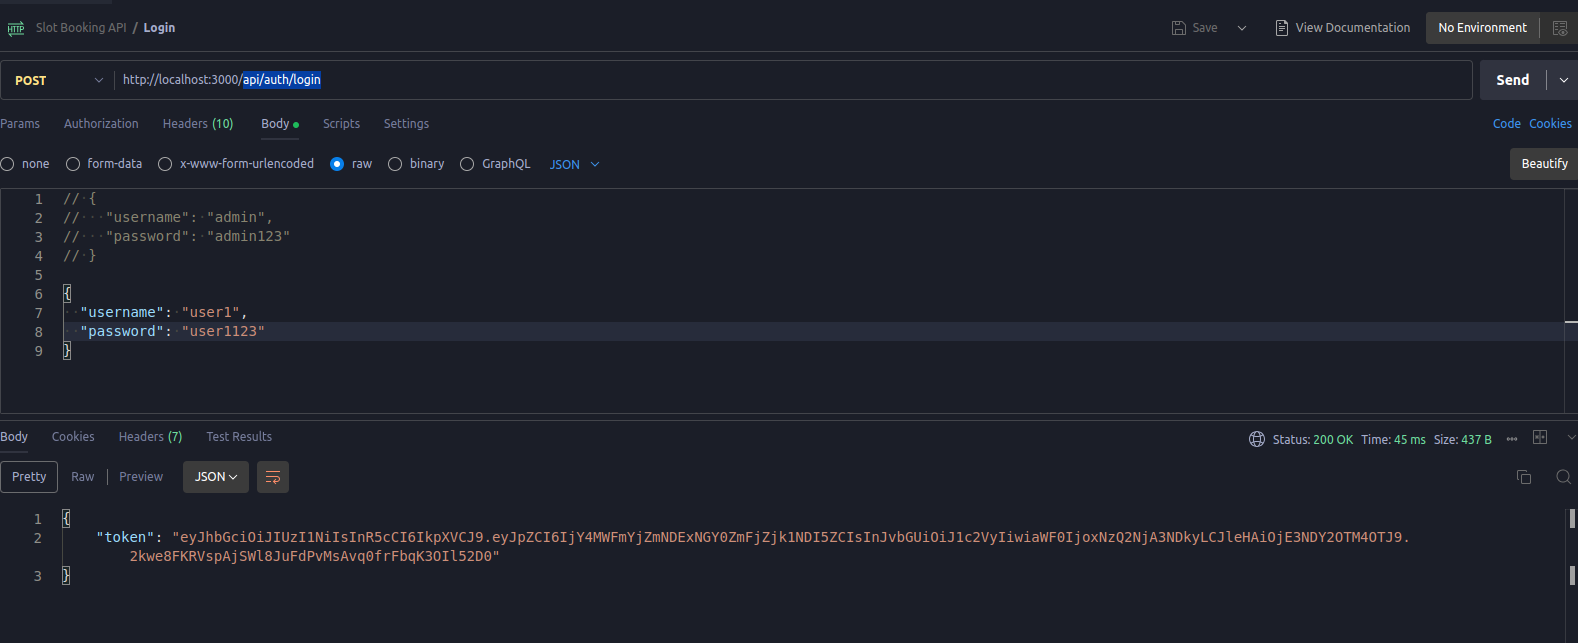 HTTP Slot Booking API / Login
Save
View Documentation
No Environment
POST
http://localhost:3000/api/auth/login
Send
Params Authorization Headers (10) Body Scripts Settings
Code Cookies
none form-data x-www-form-urlencoded raw binary GraphQL JSON
Beautify
1 // {
2 //   "username": "admin",
3 //   "password": "admin123"
4 // }
5
6 {
7   "username": "user1",
8   "password": "user1123"
9 }
Body Cookies Headers (7) Test Results
Status: 200 OK Time: 45 ms Size: 437 B
Pretty Raw Preview JSON
1 {
2     "token": "eyJhbGciOiJIUzI1NiIsInR5cCI6IkpXVCJ9.eyJpZCI6IjY4MWFmYjZmNDExNGY0ZmFjZjk1NDI5ZCIsInJvbGUiOiJ1c2VyIiwiaWF0IjoxNzQ2NjA3NDkyLCJleHAiOjE3NDY2OTM4OTJ9.
2kwe8FKRVspAjSWl8JuFdPvMsAvq0frFbqK3OIl52D0"
3 }